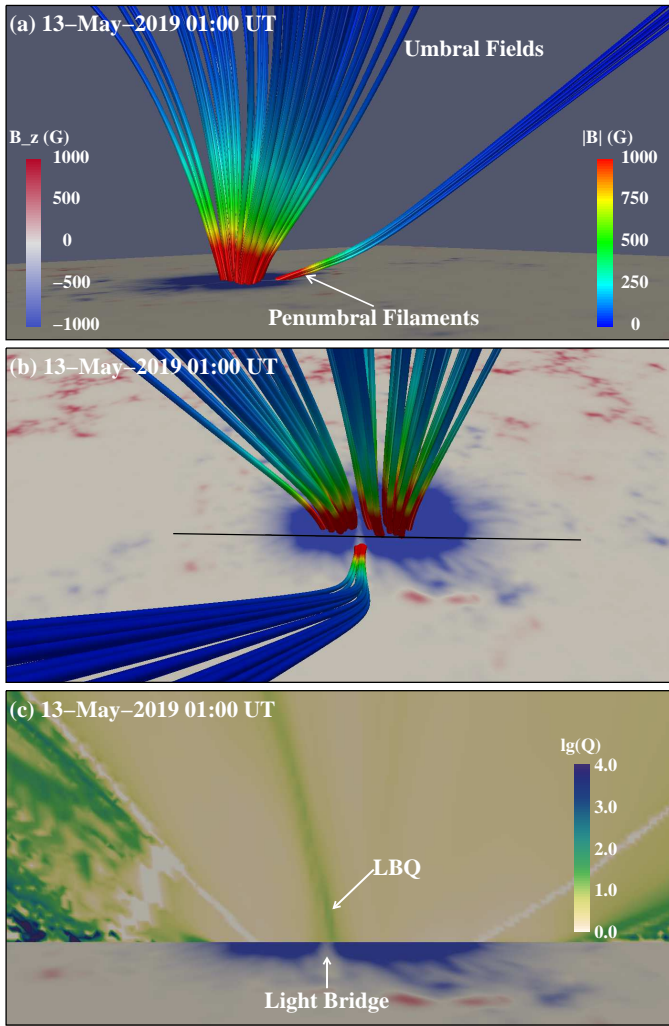 (a) 13−May−2019 01:00 UT
Umbral Fields
B_z (G)
1000
500
0
−500
−1000
|B| (G)
1000
750
500
250
0
Penumbral Filaments
(b) 13−May−2019 01:00 UT
(c) 13−May−2019 01:00 UT
lg(Q)
4.0
3.0
2.0
1.0
0.0
LBQ
Light Bridge